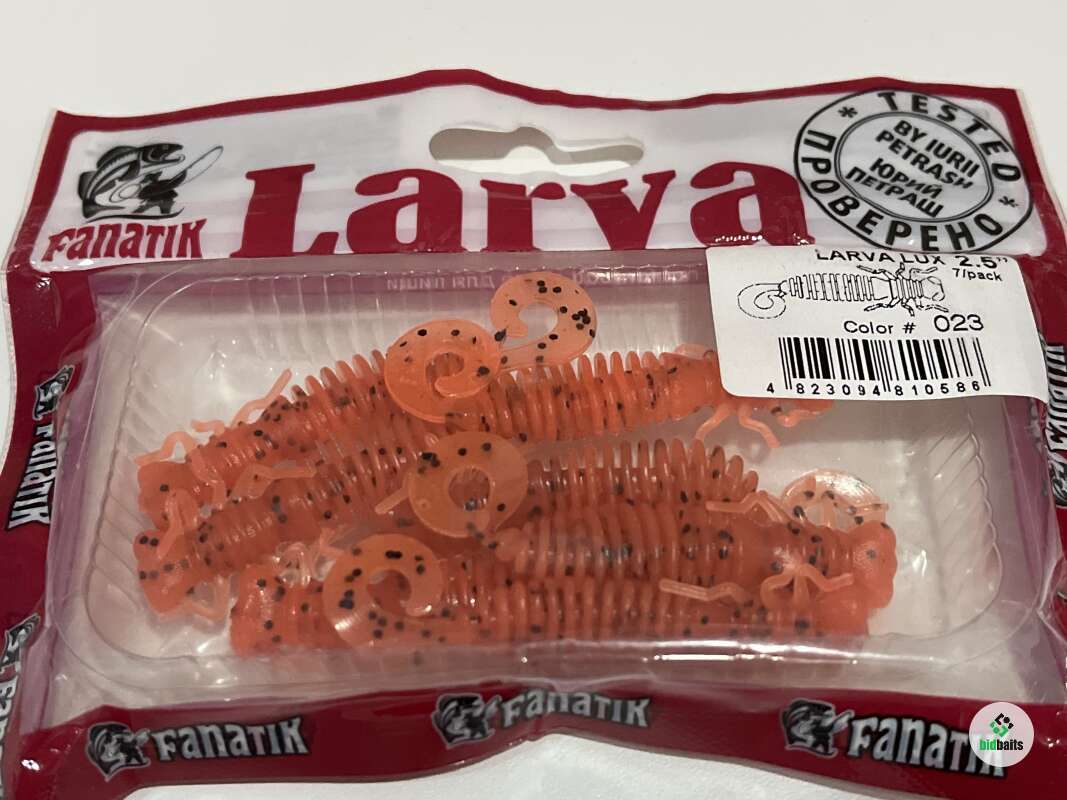 FANATIK
Larva
TESTED
BY IURII
PETRASH
ЮРИЙ
ПЕТРАШ
ПРОВЕРЕНО
LARVA LUX 2.5"
7/pack
Color # 023
4 823094 810586
FANATIK
FANATIK
FANATIK
FANATIK
bidbaits